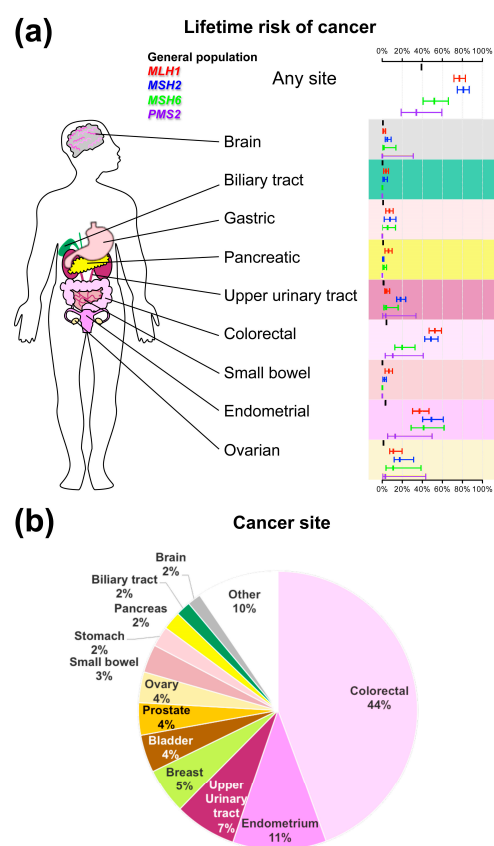 (a)
Lifetime risk of cancer
General population
MLH1
MSH2
MSH6
PMS2
Any site
0% 20% 40% 60% 80% 100%
Brain
Biliary tract
Gastric
Pancreatic
Upper urinary tract
Colorectal
Small bowel
Endometrial
Ovarian
0% 20% 40% 60% 80% 100%
(b)
Cancer site
Brain
2%
Biliary tract
2%
Pancreas
2%
Stomach
2%
Small bowel
3%
Ovary
4%
Prostate
4%
Bladder
4%
Breast
5%
Upper
Urinary
tract
7%
Endometrium
11%
Colorectal
44%
Other
10%